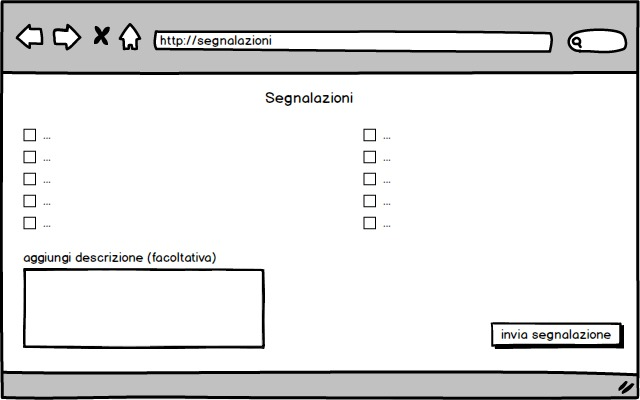 http://segnalazioni
Segnalazioni
... ...
... ...
... ...
... ...
... ...
aggiungi descrizione (facoltativa)
invia segnalazione